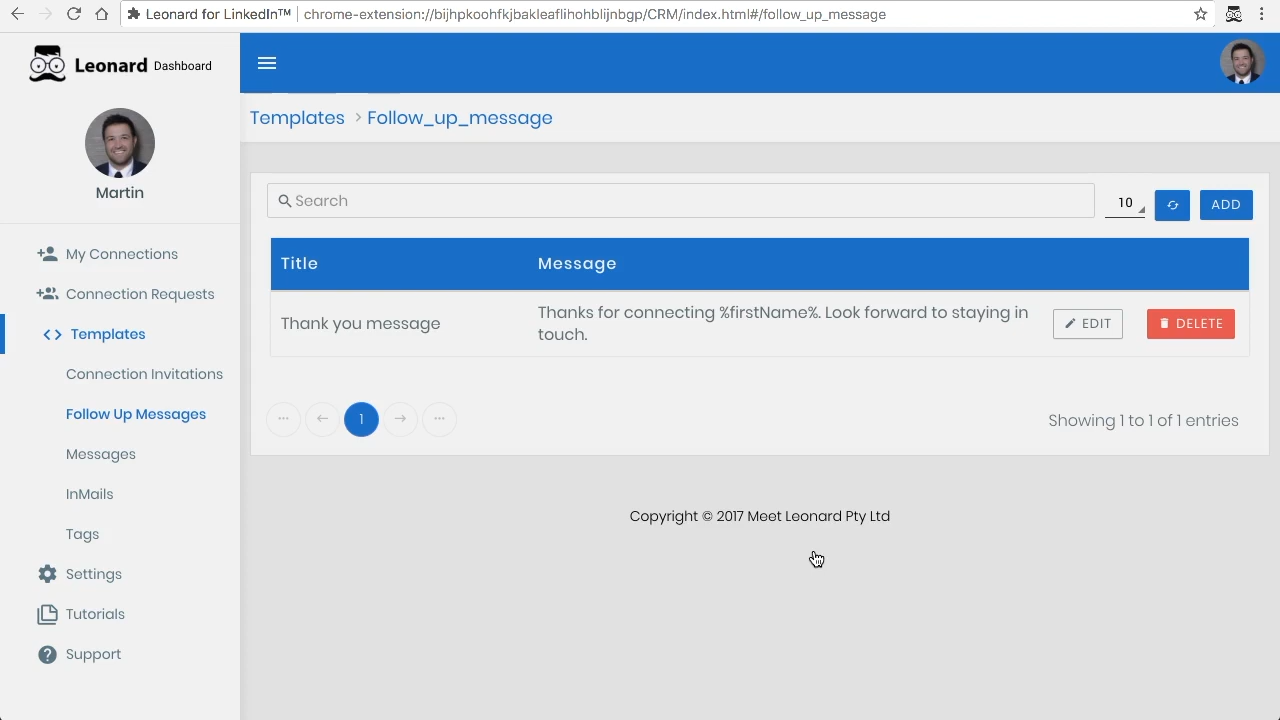 Leonard for LinkedIn™
chrome-extension://bijhpkoohfkjbakleaflihohblijnbgp/CRM/index.html#/follow_up_message
Leonard Dashboard
Martin
My Connections
Connection Requests
Templates
Connection Invitations
Follow Up Messages
Messages
InMails
Tags
Settings
Tutorials
Support
Templates > Follow_up_message
Search
10
ADD
Title Message
Thank you message
Thanks for connecting %firstName%. Look forward to staying in
touch.
EDIT
DELETE
1
Showing 1 to 1 of 1 entries
Copyright © 2017 Meet Leonard Pty Ltd